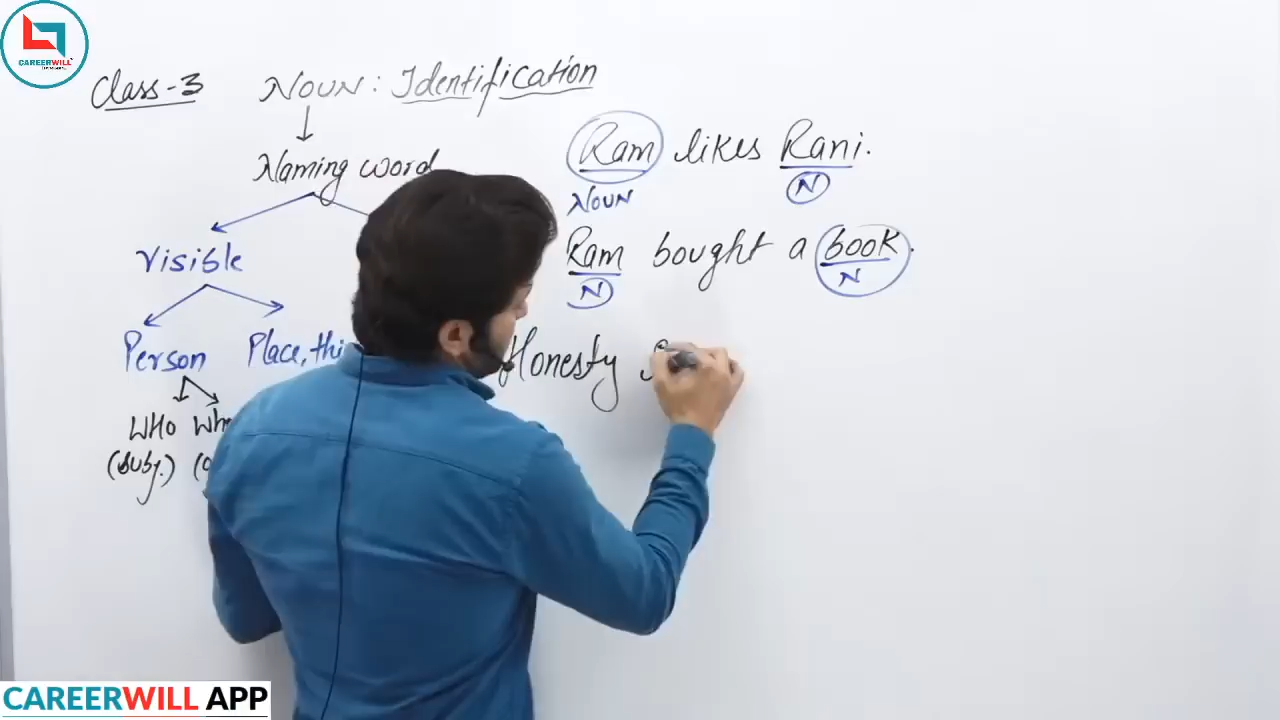 CAREERWILL
Class-3 Noun: Identification
Naming word
Visible
Person Place,
WHO
(Subj.)
Ram likes Rani.
NOUN N
Ram bought a book.
N N
Honesty
CAREERWILL APP